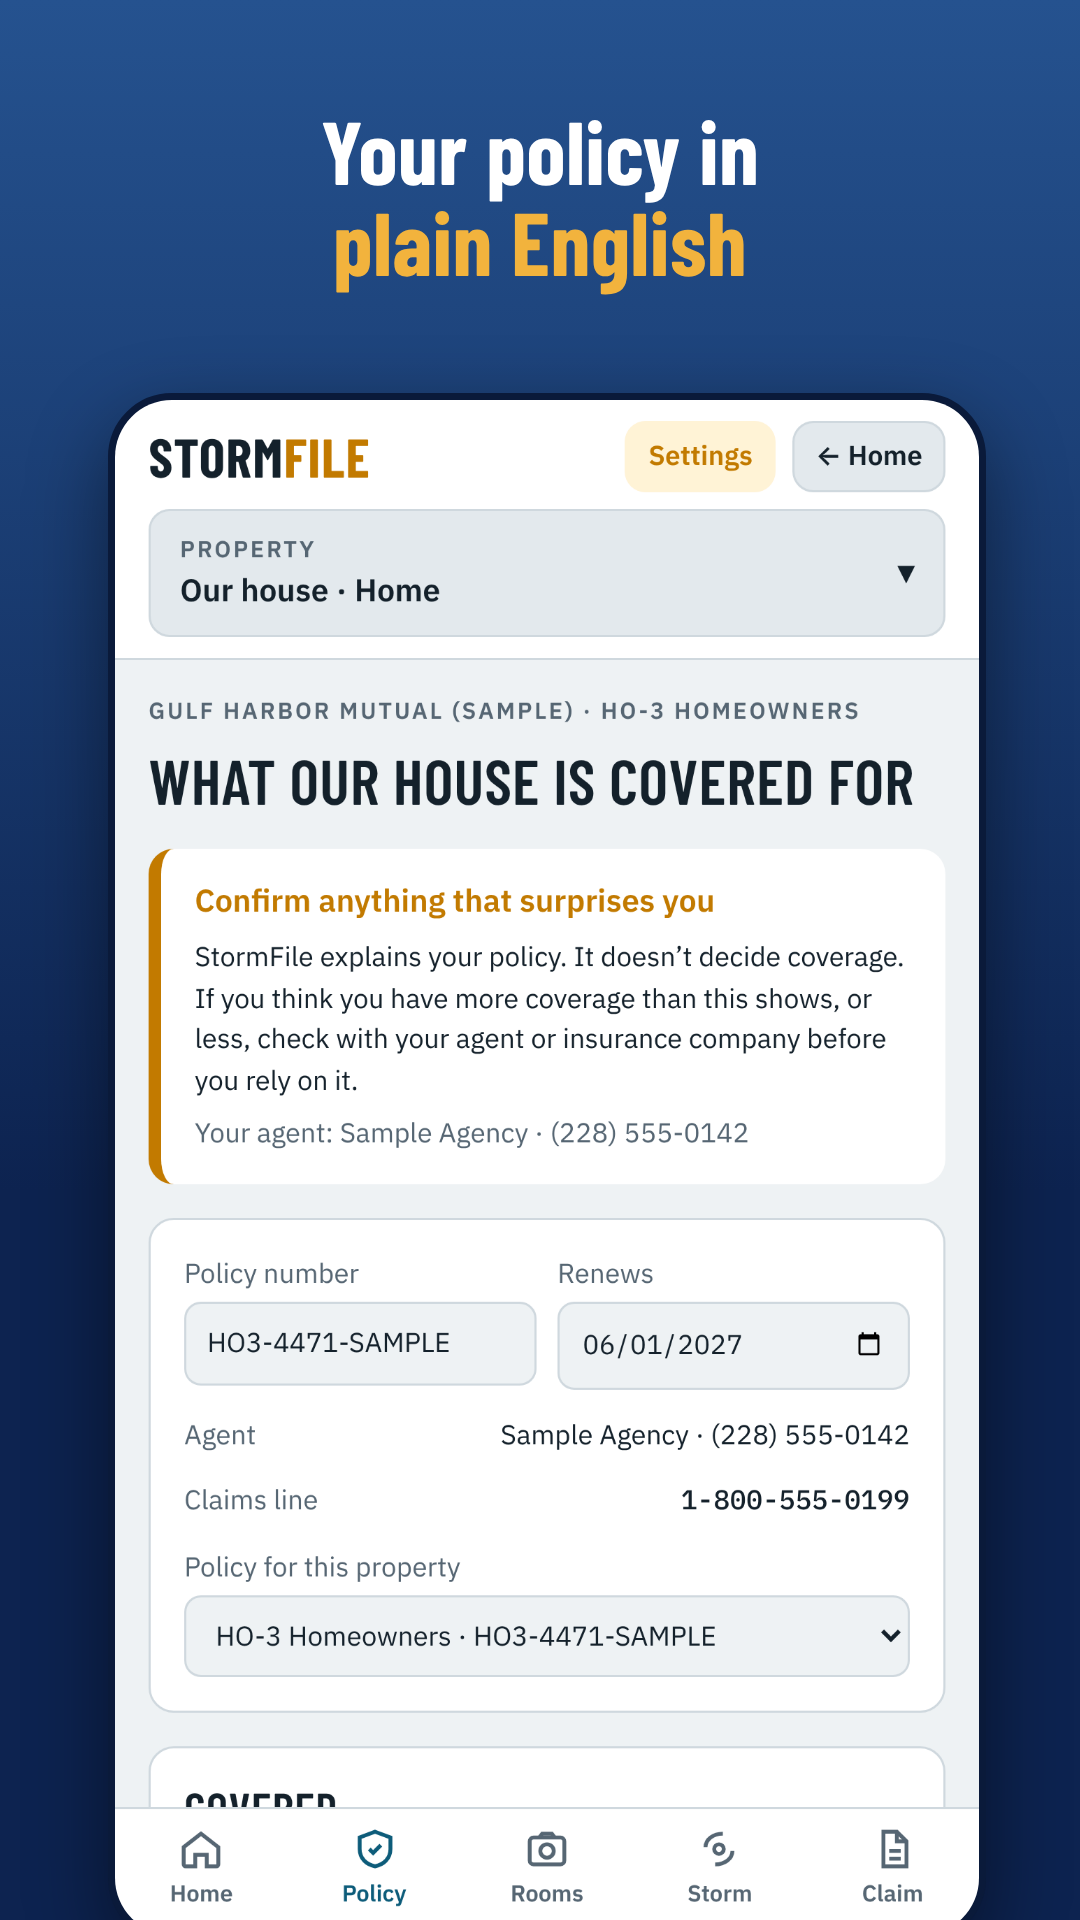 Your policy in
plain English
STORMFILE
Settings
← Home
PROPERTY
Our house · Home
▼
GULF HARBOR MUTUAL (SAMPLE) · HO-3 HOMEOWNERS
WHAT OUR HOUSE IS COVERED FOR
Confirm anything that surprises you
StormFile explains your policy. It doesn’t decide coverage.
If you think you have more coverage than this shows, or
less, check with your agent or insurance company before
you rely on it.
Your agent: Sample Agency · (228) 555-0142
Policy number
Renews
HO3-4471-SAMPLE
06/01/2027
Agent
Sample Agency · (228) 555-0142
Claims line
1-800-555-0199
Policy for this property
HO-3 Homeowners · HO3-4471-SAMPLE
COVERED
Home
Policy
Rooms
Storm
Claim